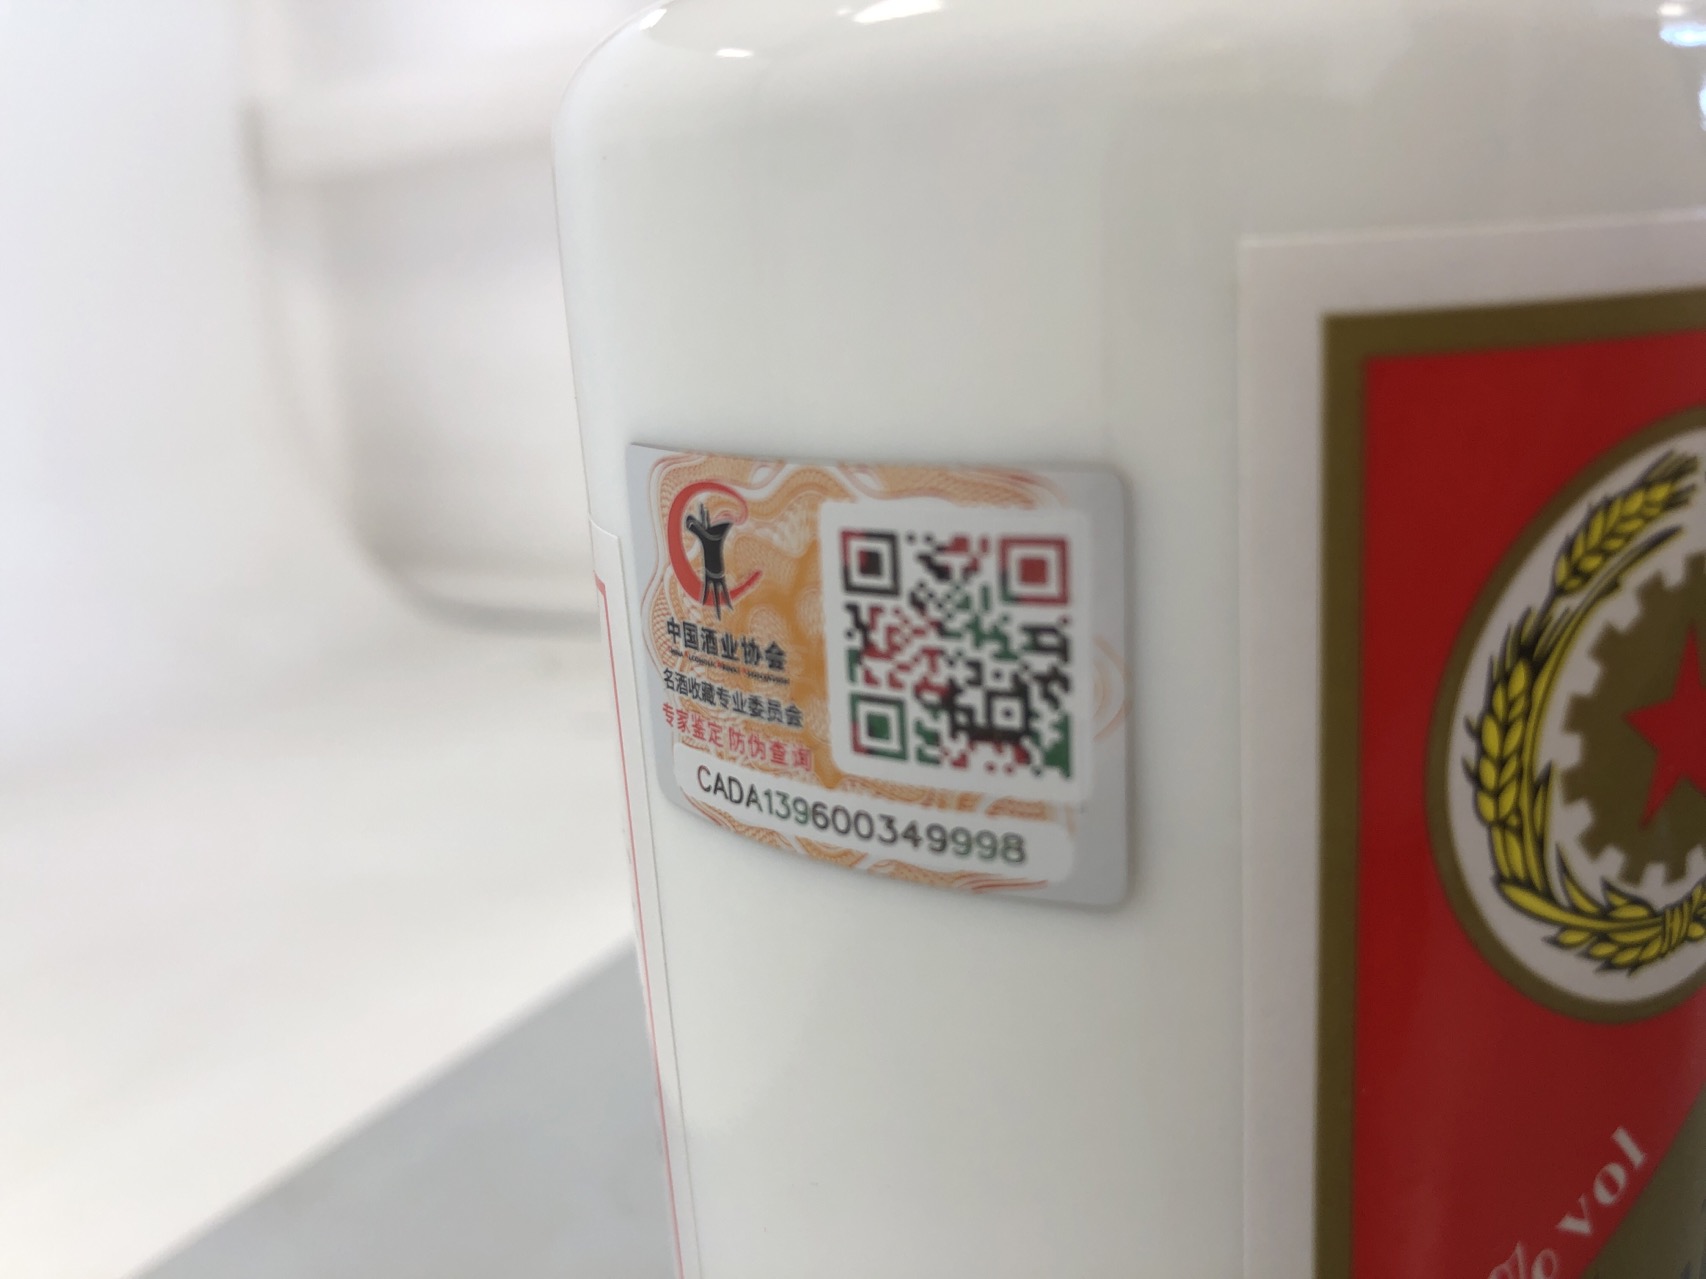 中国酒业协会
名酒收藏专业委员会
专家鉴定 防伪查询
CADA139600349998
% vol